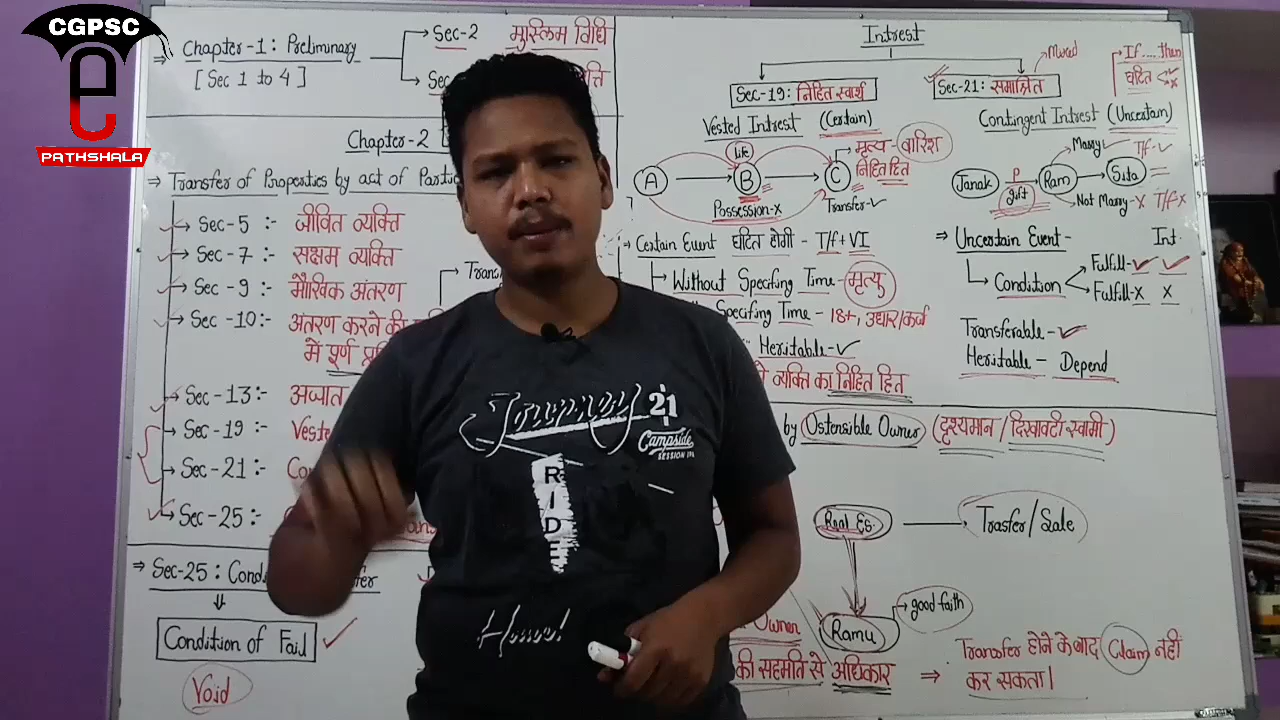 CGPSC
e
PATHSHALA
⇒ Chapter-1: Preliminary
[Sec 1 to 4]
Sec-2 मुस्लिम विधि
Chapter-2
⇒ Transfer of Properties by act of
Sec-5 :- जीवित व्यक्ति
Sec-7 :- सक्षम व्यक्ति
Sec-9 :- मौखिक अंतरण
Sec-10:- अंतरण करने की
में पूर्ण
Sec-13 :-
Sec-19 :-
Sec-21 :-
Sec-25 :-
⇒ Sec-25:
⇓
Condition of Fail ✓
Void
Intrest
Sec-19: निहित स्वार्थ
Vested Intrest (Certain)
Life
A → B → C
मृत्य - बारिश
निहित हित
Possession-x
Transfer-✓
Certain Event घटित होगी - T/f + VI
Without Specifing Time - मृत्यु
Specifing Time - 18+, उधार/कर्ज
Heritable-✓
व्यक्ति का निहित हित
Sec-21: समाश्रित
If....then
घटित
Contingent Intrest (Uncertain)
Janak
gift
Ram
Sita
Marry ✓ T/f ✓
Not Marry-x T/f x
⇒ Uncertain Event-
Int.
Condition
Fulfill-✓ ✓
Fulfill-x x
Transferable-✓
Heritable - Depend
by Ostensible Owner (दृश्यमान / दिखावटी स्वामी)
Real Es. → Trasfer/Sale
Ramu
good faith
Owner
की सहमति से अधिकार ⇒ Transfer होने के बाद Claim नहीं
कर सकता।
Journey
21
Campside
SESSION
RIDE